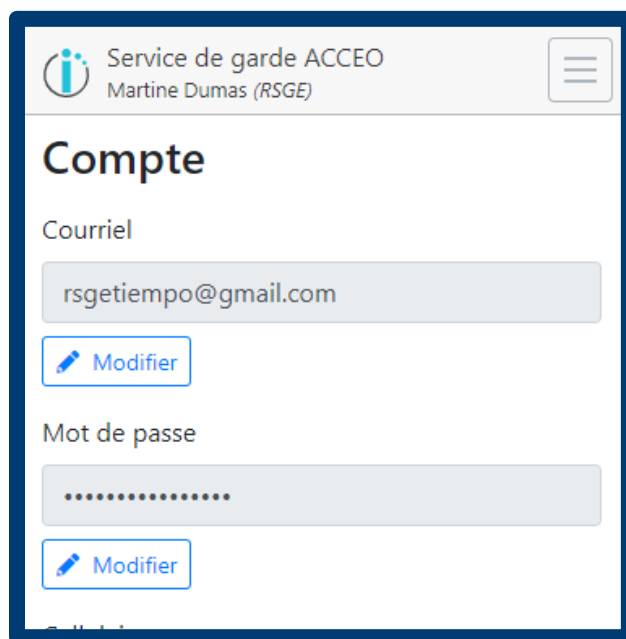 Service de garde ACCEO
Martine Dumas (RSGE)
Compte
Courriel
rsgetiempo@gmail.com
Modifier
Mot de passe
••••••••••••••••
Modifier